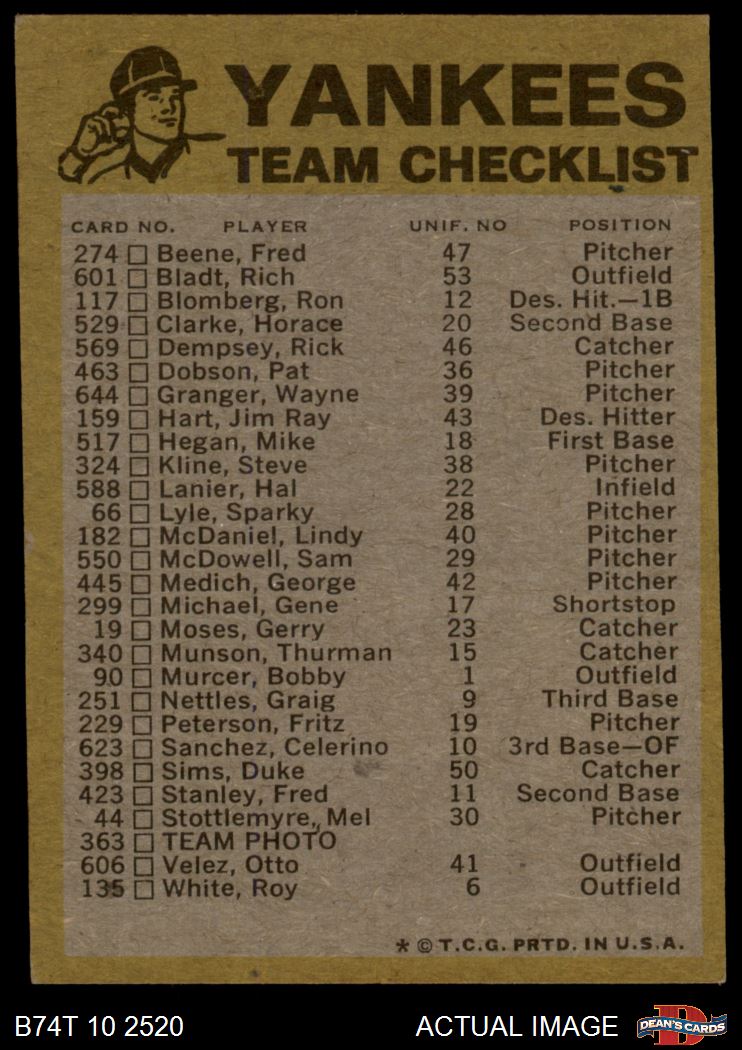 YANKEES
TEAM CHECKLIST
CARD NO. PLAYER UNIF. NO POSITION
274 Beene, Fred 47 Pitcher
601 Bladt, Rich 53 Outfield
117 Blomberg, Ron 12 Des. Hit.—1B
529 Clarke, Horace 20 Second Base
569 Dempsey, Rick 46 Catcher
463 Dobson, Pat 36 Pitcher
644 Granger, Wayne 39 Pitcher
159 Hart, Jim Ray 43 Des. Hitter
517 Hegan, Mike 18 First Base
324 Kline, Steve 38 Pitcher
588 Lanier, Hal 22 Infield
66 Lyle, Sparky 28 Pitcher
182 McDaniel, Lindy 40 Pitcher
550 McDowell, Sam 29 Pitcher
445 Medich, George 42 Pitcher
299 Michael, Gene 17 Shortstop
19 Moses, Gerry 23 Catcher
340 Munson, Thurman 15 Catcher
90 Murcer, Bobby 1 Outfield
251 Nettles, Graig 9 Third Base
229 Peterson, Fritz 19 Pitcher
623 Sanchez, Celerino 10 3rd Base—OF
398 Sims, Duke 50 Catcher
423 Stanley, Fred 11 Second Base
44 Stottlemyre, Mel 30 Pitcher
363 TEAM PHOTO
606 Velez, Otto 41 Outfield
135 White, Roy 6 Outfield
* © T.C.G. PRTD. IN U.S.A.
B74T 10 2520 ACTUAL IMAGE DEAN'S CARDS